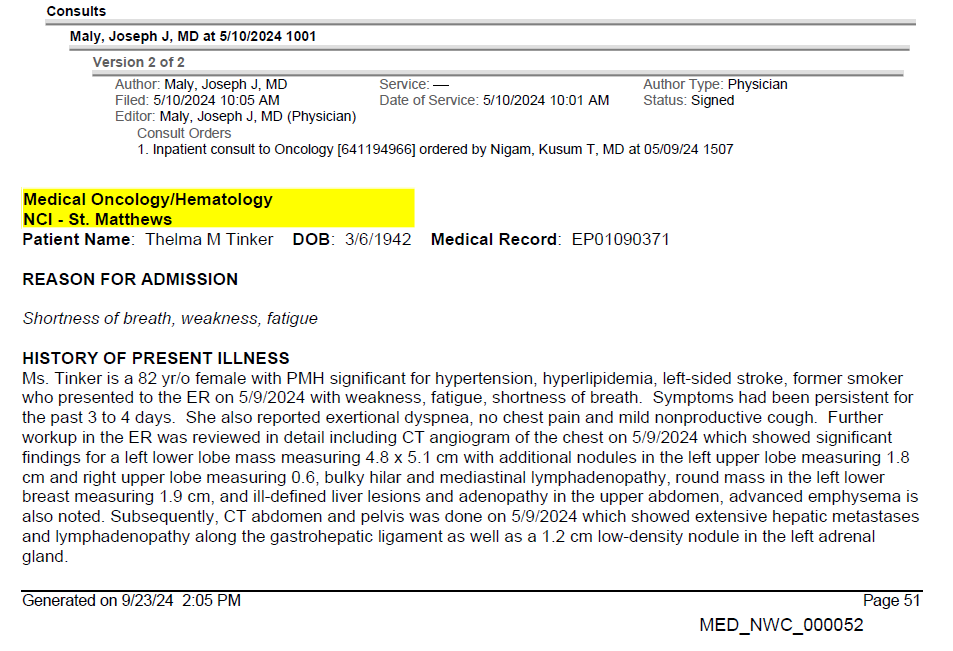 Consults
Maly, Joseph J, MD at 5/10/2024 1001
Version 2 of 2
Author: Maly, Joseph J, MD Service: — Author Type: Physician
Filed: 5/10/2024 10:05 AM Date of Service: 5/10/2024 10:01 AM Status: Signed
Editor: Maly, Joseph J, MD (Physician)
Consult Orders
1. Inpatient consult to Oncology [641194966] ordered by Nigam, Kusum T, MD at 05/09/24 1507
Medical Oncology/Hematology
NCI - St. Matthews
Patient Name: Thelma M Tinker DOB: 3/6/1942 Medical Record: EP01090371
REASON FOR ADMISSION
Shortness of breath, weakness, fatigue
HISTORY OF PRESENT ILLNESS
Ms. Tinker is a 82 yr/o female with PMH significant for hypertension, hyperlipidemia, left-sided stroke, former smoker
who presented to the ER on 5/9/2024 with weakness, fatigue, shortness of breath. Symptoms had been persistent for
the past 3 to 4 days. She also reported exertional dyspnea, no chest pain and mild nonproductive cough. Further
workup in the ER was reviewed in detail including CT angiogram of the chest on 5/9/2024 which showed significant
findings for a left lower lobe mass measuring 4.8 x 5.1 cm with additional nodules in the left upper lobe measuring 1.8
cm and right upper lobe measuring 0.6, bulky hilar and mediastinal lymphadenopathy, round mass in the left lower
breast measuring 1.9 cm, and ill-defined liver lesions and adenopathy in the upper abdomen, advanced emphysema is
also noted. Subsequently, CT abdomen and pelvis was done on 5/9/2024 which showed extensive hepatic metastases
and lymphadenopathy along the gastrohepatic ligament as well as a 1.2 cm low-density nodule in the left adrenal
gland.
Generated on 9/23/24 2:05 PM Page 51
MED_NWC_000052